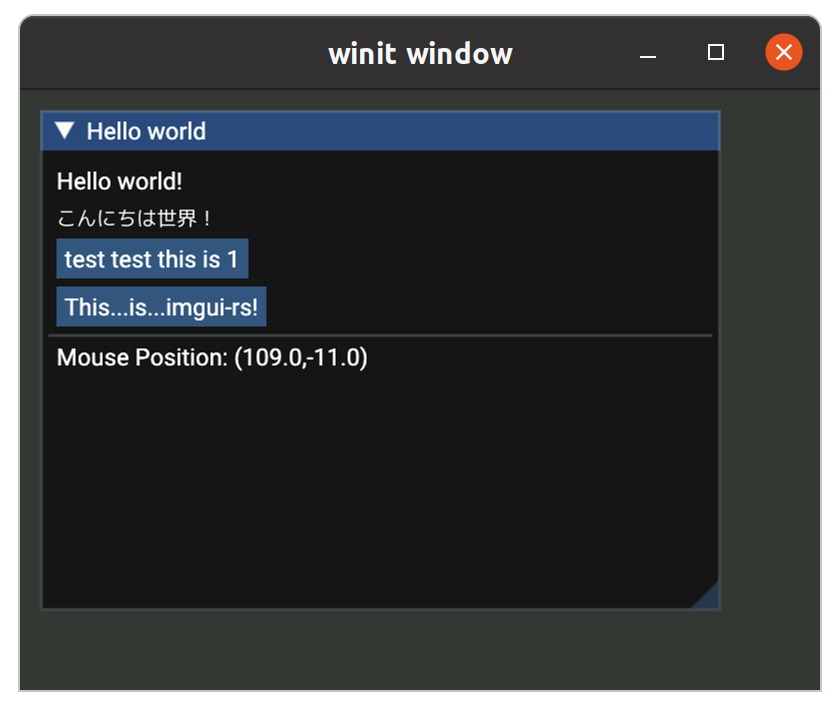 winit window
Hello world
Hello world!
こんにちは世界！
test test this is 1
This...is...imgui-rs!
Mouse Position: (109.0,-11.0)